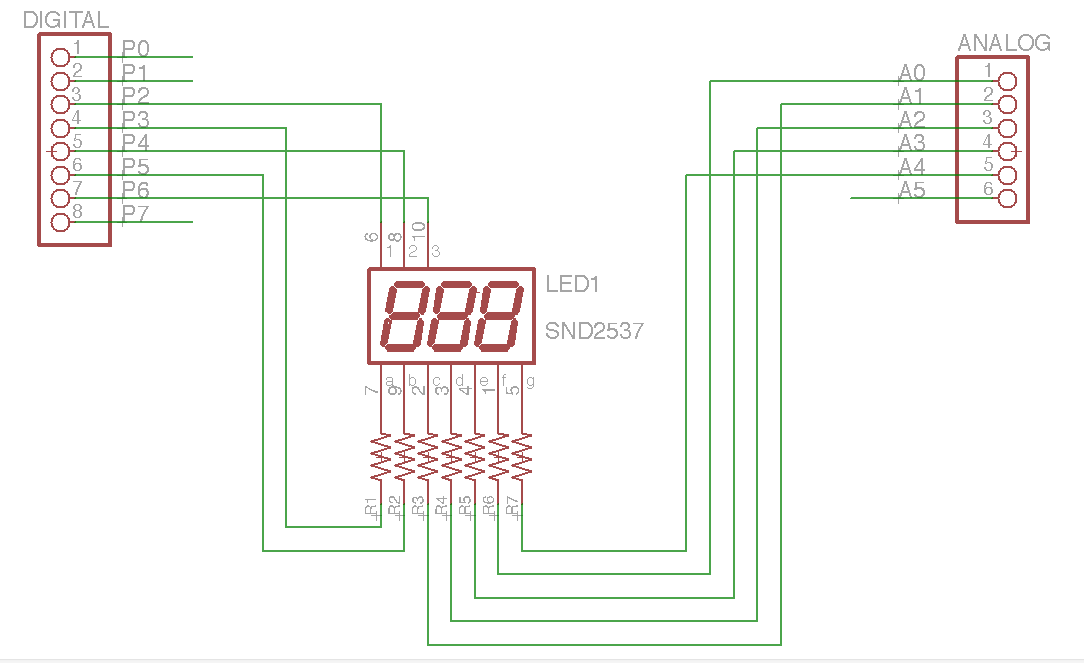 DIGITAL
1 P0
2 P1
3 P2
4 P3
5 P4
6 P5
7 P6
8 P7
ANALOG
A0 1
A1 2
A2 3
A3 4
A4 5
A5 6
6 8 10
1 2 3
LED1
SND2537
a b c d e f g
7 9 2 3 4 1 5
R1 R2 R3 R4 R5 R6 R7